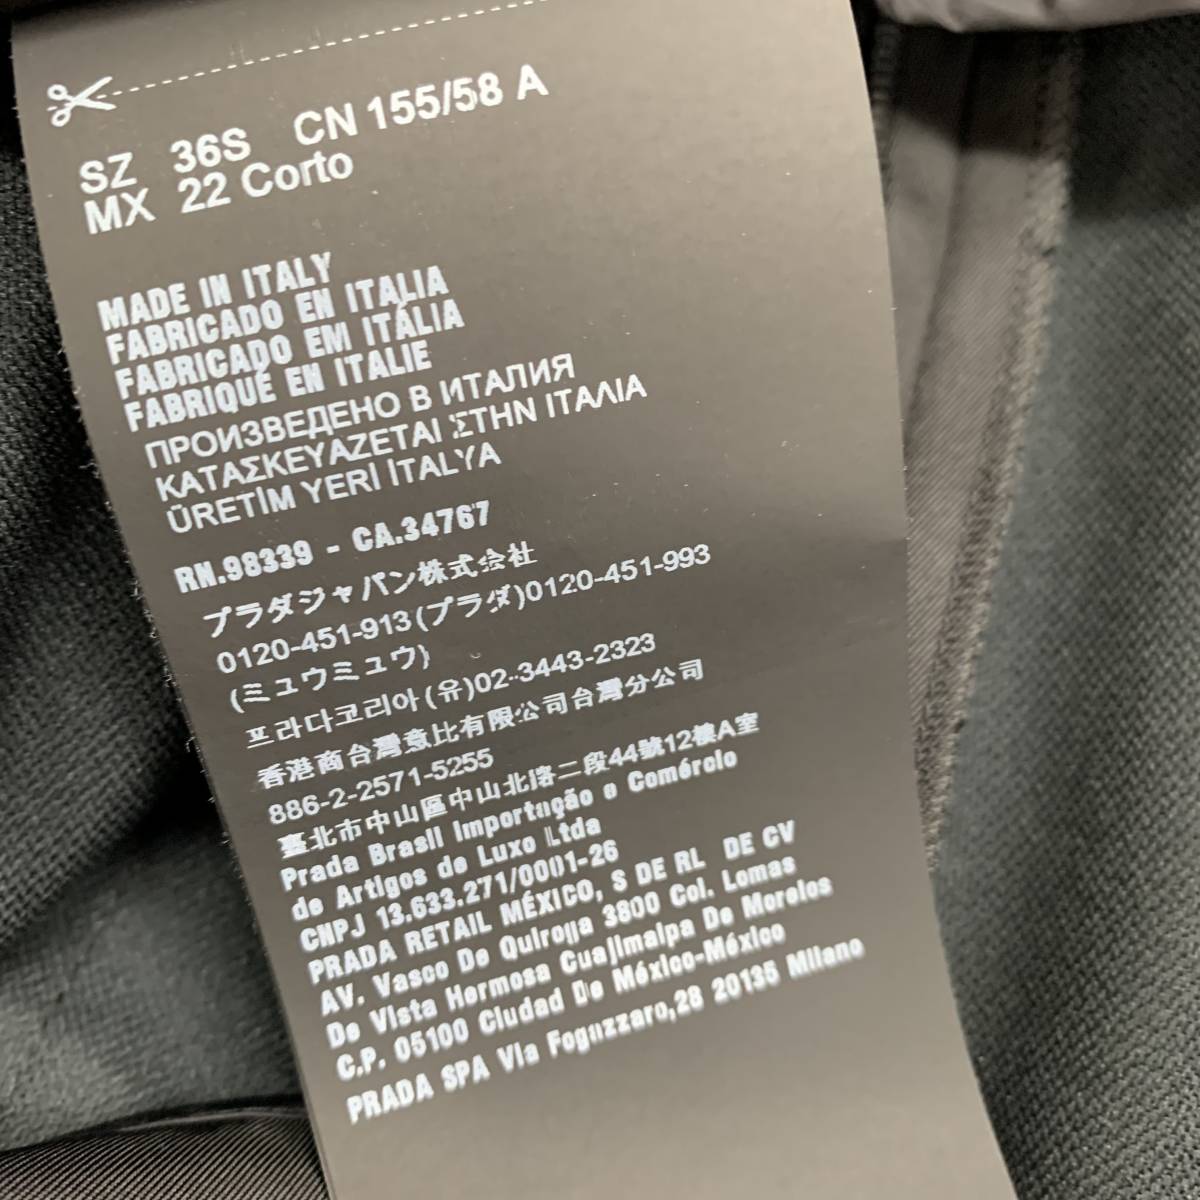 SZ 36S CN 155/58 A
MX 22 Corto
MADE IN ITALY
FABRICADO EN ITALIA
FABRICADO EM ITÁLIA
FABRIQUÉ EN ITALIE
ПРОИЗВЕДЕНО В ИТАЛИЯ
ΚΑΤΑΣΚΕΥΑΖΕΤΑΙ ΣΤΗΝ ΙΤΑΛΙΑ
ÜRETİM YERİ İTALYA
RN.98339 - CA.34767
プラダジャパン株式会社
0120-451-913(プラダ)0120-451-993
(ミュウミュウ)
프라다코리아(유)02-3443-2323
香港商台灣意比有限公司台灣分公司
886-2-2571-5255
臺北市中山區中山北路二段44號12樓A室
Prada Brasil Importação e Comércio
de Artigos de Luxo Ltda
CNPJ 13.633.271/0001-26
PRADA RETAIL MÉXICO, S DE RL DE CV
AV. Vasco De Quiroga 3800 Col. Lomas
De Vista Hermosa Cuajimalpa De Morelos
C.P. 05100 Ciudad De México-México
PRADA SPA Via Fogazzaro,28 20135 Milano